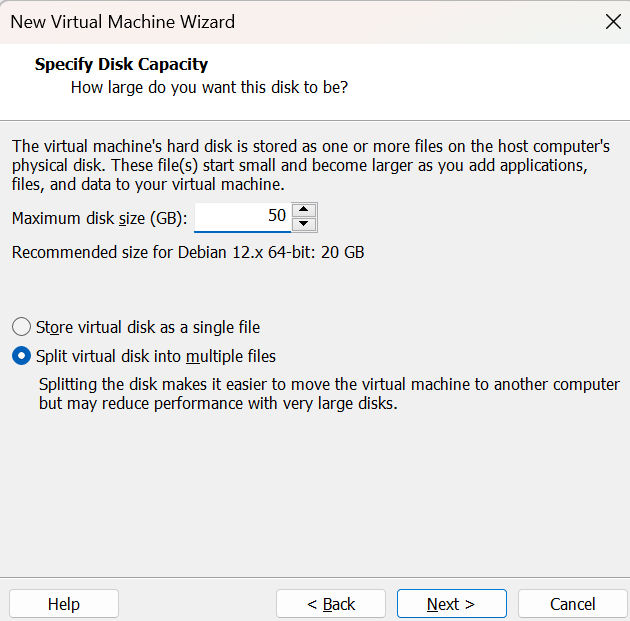 New Virtual Machine Wizard
Specify Disk Capacity
How large do you want this disk to be?
The virtual machine's hard disk is stored as one or more files on the host computer's
physical disk. These file(s) start small and become larger as you add applications,
files, and data to your virtual machine.
Maximum disk size (GB): 50
Recommended size for Debian 12.x 64-bit: 20 GB
Store virtual disk as a single file
Split virtual disk into multiple files
Splitting the disk makes it easier to move the virtual machine to another computer
but may reduce performance with very large disks.
Help < Back Next > Cancel